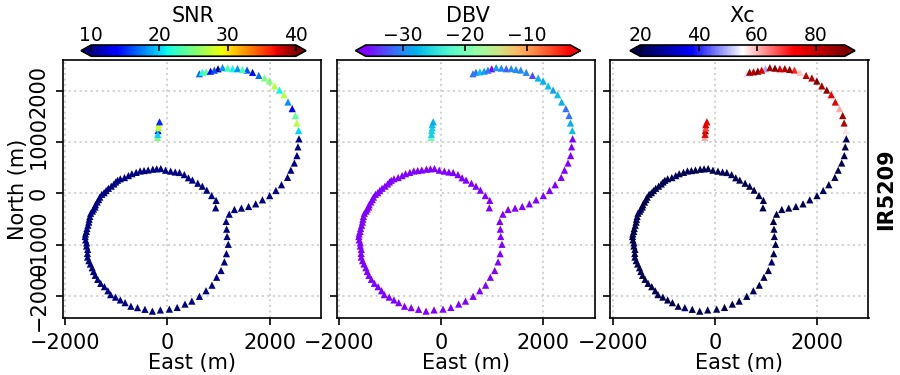 SNR DBV Xc
10 20 30 40 −30 −20 −10 20 40 60 80
North (m)
2000
1000
0
−1000
−2000
−2000 0 2000 −2000 0 2000 −2000 0 2000
East (m) East (m) East (m)
IR5209